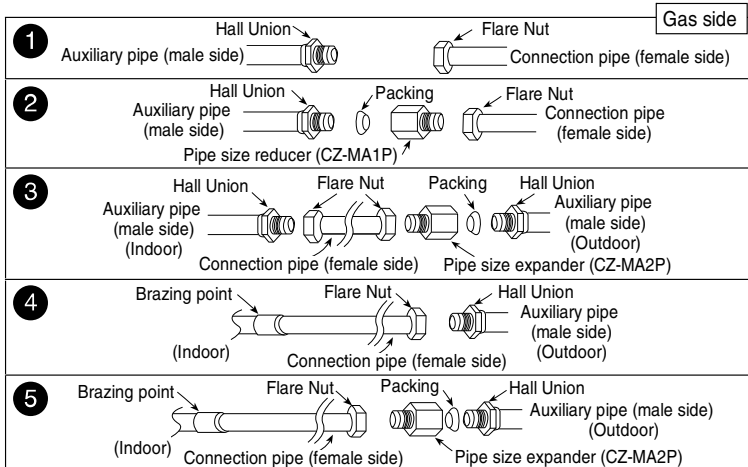 Gas side
1
Hall Union
Flare Nut
Auxiliary pipe (male side)
Connection pipe (female side)
2
Hall Union
Packing
Flare Nut
Auxiliary pipe
(male side)
Connection pipe
(female side)
Pipe size reducer (CZ-MA1P)
3
Hall Union
Flare Nut
Packing
Hall Union
Auxiliary pipe
(male side)
(Indoor)
Auxiliary pipe
(male side)
(Outdoor)
Connection pipe (female side)
Pipe size expander (CZ-MA2P)
4
Brazing point
Flare Nut
Hall Union
Auxiliary pipe
(male side)
(Outdoor)
(Indoor)
Connection pipe (female side)
5
Brazing point
Flare Nut
Packing
Hall Union
Auxiliary pipe (male side)
(Outdoor)
(Indoor)
Connection pipe (female side)
Pipe size expander (CZ-MA2P)